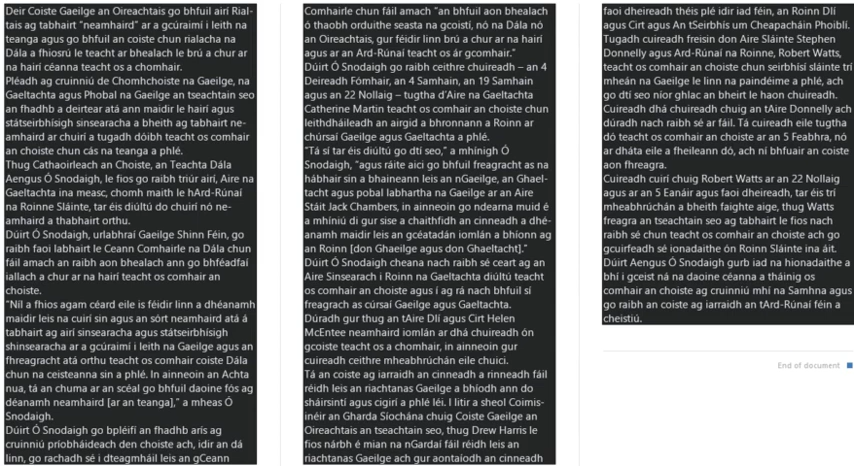 Deir Coiste Gaeilge an Oireachtais go bhfuil airí Rial-
tais ag tabhairt "neamhaird" ar a gcúraimí i leith na
teanga agus go bhfuil an coiste chun rialacha na
Dála a fhiosrú le teacht ar bhealach le brú a chur ar
na hairí céanna teacht os a chomhair.
Pléadh ag cruinniú de Chomhchoiste na Gaeilge, na
Gaeltachta agus Phobal na Gaeilge an tseachtain seo
an fhadhb a deirtear atá ann maidir le hairí agus
státseirbhísigh sinsearacha a bheith ag tabhairt ne-
amhaird ar chuirí a tugadh dóibh teacht os comhair
an choiste chun cás na teanga a phlé.
Thug Cathaoirleach an Choiste, an Teachta Dála
Aengus Ó Snodaigh, le fios go raibh triúr airí, Aire na
Gaeltachta ina measc, chomh maith le hArd-Rúnaí
na Roinne Sláinte, tar éis diúltú do chuirí nó ne-
amhaird a thabhairt orthu.
Dúirt Ó Snodaigh, urlabhraí Gaeilge Shinn Féin, go
raibh faoi labhairt le Ceann Comhairle na Dála chun
fáil amach an raibh aon bhealach ann go bhféadfaí
iallach a chur ar na hairí teacht os comhair an
choiste.
"Níl a fhios agam céard eile is féidir linn a dhéanamh
maidir leis na cuirí sin agus an sórt neamhaird atá á
tabhairt ag airí sinsearacha agus státseirbhísigh
shinsearacha ar a gcúraimí i leith na Gaeilge agus an
fhreagracht atá orthu teacht os comhair coiste Dála
chun na ceisteanna sin a phlé. In ainneoin an Achta
nua, tá an chuma ar an scéal go bhfuil daoine fós ag
déanamh neamhaird [ar an teanga]," a mheas Ó
Snodaigh.
Dúirt Ó Snodaigh go bpléifí an fhadhb arís ag
cruinniú príobháideach den choiste ach, idir an dá
linn, go rachadh sé i dteagmháil leis an gCeann
Comhairle chun fáil amach "an bhfuil aon bhealach
ó thaobh orduithe seasta na gcoistí, nó na Dála nó
an Oireachtais, gur féidir linn brú a chur ar na hairí
agus ar an Ard-Rúnaí teacht os ár gcomhair."
Dúirt Ó Snodaigh go raibh ceithre chuireadh – an 4
Deireadh Fómhair, an 4 Samhain, an 19 Samhain
agus an 22 Nollaig – tugtha d'Aire na Gaeltachta
Catherine Martin teacht os comhair an choiste chun
leithdháileadh an airgid a bhronnann a Roinn ar
chúrsaí Gaeilge agus Gaeltachta a phlé.
"Tá sí tar éis diúltú go dtí seo," a mhínigh Ó
Snodaigh, "agus ráite aici go bhfuil freagracht as na
hábhair sin a bhaineann leis an nGaeilge, an Ghael-
tacht agus pobal labhartha na Gaeilge ar an Aire
Stáit Jack Chambers, in ainneoin go ndearna muid é
a mhíniú di gur sise a chaithfidh an cinneadh a dhé-
anamh maidir leis an gcéatadán iomlán a bhíonn ag
an Roinn [don Ghaeilge agus don Ghaeltacht]."
Dúirt Ó Snodaigh cheana nach raibh sé ceart ag an
Aire Sinsearach i Roinn na Gaeltachta diúltú teacht
os comhair an choiste agus í ag rá nach bhfuil sí
freagrach as cúrsaí Gaeilge agus Gaeltachta.
Dúradh gur thug an tAire Dlí agus Cirt Helen
McEntee neamhaird iomlán ar dhá chuireadh ón
gcoiste teacht os a chomhair, in ainneoin gur
cuireadh ceithre mheabhrúchán eile chuici.
Tá an coiste ag iarraidh an cinneadh a rinneadh fáil
réidh leis an riachtanas Gaeilge a bhíodh ann do
sháirsintí agus cigirí a phlé léi. I litir a sheol Coimis-
inéir an Gharda Síochána chuig Coiste Gaeilge an
Oireachtais an tseachtain seo, thug Drew Harris le
fios nárbh é mian na nGardaí fáil réidh leis an
riachtanas Gaeilge ach gur aontaíodh an cinneadh
faoi dheireadh théis plé idir iad féin, an Roinn Dlí
agus Cirt agus An tSeirbhís um Cheapacháin Phoiblí.
Tugadh cuireadh freisin don Aire Sláinte Stephen
Donnelly agus Ard-Rúnaí na Roinne, Robert Watts,
teacht os comhair an choiste chun seirbhísí sláinte trí
mheán na Gaeilge le linn na paindéime a phlé, ach
go dtí seo níor ghlac an bheirt le haon chuireadh.
Cuireadh dhá chuireadh chuig an tAire Donnelly ach
dúradh nach raibh sé ar fáil. Tá cuireadh eile tugtha
dó teacht os comhair an choiste ar an 5 Feabhra, nó
ar dháta eile a fheileann dó, ach ní bhfuair an coiste
aon fhreagra.
Cuireadh cuirí chuig Robert Watts ar an 22 Nollaig
agus ar an 5 Eanáir agus faoi dheireadh, tar éis trí
mheabhrúchán a bheith faighte aige, thug Watts
freagra an tseachtain seo ag tabhairt le fios nach
raibh sé chun teacht os comhair an choiste ach go
gcuirfeadh sé ionadaithe ón Roinn Sláinte ina áit.
Dúirt Aengus Ó Snodaigh gurb iad na hionadaithe a
bhí i gceist ná na daoine céanna a tháinig os
comhair an choiste ag cruinniú mhí na Samhna agus
go raibh an coiste ag iarraidh an tArd-Rúnaí féin a
cheistiú.
End of document